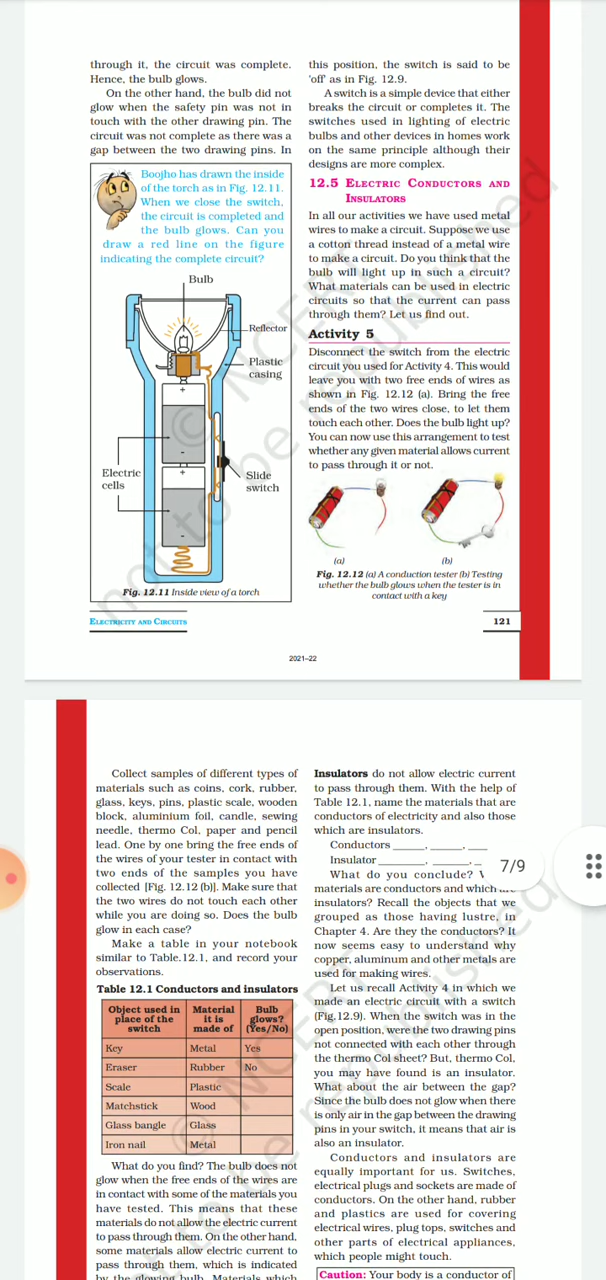 through it, the circuit was complete.
Hence, the bulb glows.
On the other hand, the bulb did not
glow when the safety pin was not in
touch with the other drawing pin. The
circuit was not complete as there was a
gap between the two drawing pins. In
Boojho has drawn the inside
of the torch as in Fig. 12.11.
When we close the switch,
the circuit is completed and
the bulb glows. Can you
draw a red line on the figure
indicating the complete circuit?
Bulb
Reflector
Plastic
casing
+
-
+
-
Electric
cells
Slide
switch
Fig. 12.11 Inside view of a torch
this position, the switch is said to be
'off' as in Fig. 12.9.
A switch is a simple device that either
breaks the circuit or completes it. The
switches used in lighting of electric
bulbs and other devices in homes work
on the same principle although their
designs are more complex.
12.5 ELECTRIC CONDUCTORS AND
INSULATORS
In all our activities we have used metal
wires to make a circuit. Suppose we use
a cotton thread instead of a metal wire
to make a circuit. Do you think that the
bulb will light up in such a circuit?
What materials can be used in electric
circuits so that the current can pass
through them? Let us find out.
Activity 5
Disconnect the switch from the electric
circuit you used for Activity 4. This would
leave you with two free ends of wires as
shown in Fig. 12.12 (a). Bring the free
ends of the two wires close, to let them
touch each other. Does the bulb light up?
You can now use this arrangement to test
whether any given material allows current
to pass through it or not.
(a)
(b)
Fig. 12.12 (a) A conduction tester (b) Testing
whether the bulb glows when the tester is in
contact with a key
ELECTRICITY AND CIRCUITS
121
2021–22
Collect samples of different types of
materials such as coins, cork, rubber,
glass, keys, pins, plastic scale, wooden
block, aluminium foil, candle, sewing
needle, thermo Col, paper and pencil
lead. One by one bring the free ends of
the wires of your tester in contact with
two ends of the samples you have
collected [Fig. 12.12 (b)]. Make sure that
the two wires do not touch each other
while you are doing so. Does the bulb
glow in each case?
Make a table in your notebook
similar to Table.12.1, and record your
observations.
Table 12.1 Conductors and insulators
Object used in place of the switch Material it is made of Bulb glows? (Yes/No)
Key Metal Yes
Eraser Rubber No
Scale Plastic
Matchstick Wood
Glass bangle Glass
Iron nail Metal
What do you find? The bulb does not
glow when the free ends of the wires are
in contact with some of the materials you
have tested. This means that these
materials do not allow the electric current
to pass through them. On the other hand,
some materials allow electric current to
pass through them, which is indicated
by the glowing bulb. Materials which
Insulators do not allow electric current
to pass through them. With the help of
Table 12.1, name the materials that are
conductors of electricity and also those
which are insulators.
Conductors _____, _____, ___
Insulator _______, _____, _
What do you conclude?
materials are conductors and which
insulators? Recall the objects that we
grouped as those having lustre, in
Chapter 4. Are they the conductors? It
now seems easy to understand why
copper, aluminum and other metals are
used for making wires.
Let us recall Activity 4 in which we
made an electric circuit with a switch
(Fig.12.9). When the switch was in the
open position, were the two drawing pins
not connected with each other through
the thermo Col sheet? But, thermo Col,
you may have found is an insulator.
What about the air between the gap?
Since the bulb does not glow when there
is only air in the gap between the drawing
pins in your switch, it means that air is
also an insulator.
Conductors and insulators are
equally important for us. Switches,
electrical plugs and sockets are made of
conductors. On the other hand, rubber
and plastics are used for covering
electrical wires, plug tops, switches and
other parts of electrical appliances,
which people might touch.
Caution: Your body is a conductor of
7/9
© NCERT
not to be republished
© NCERT
not to be republished